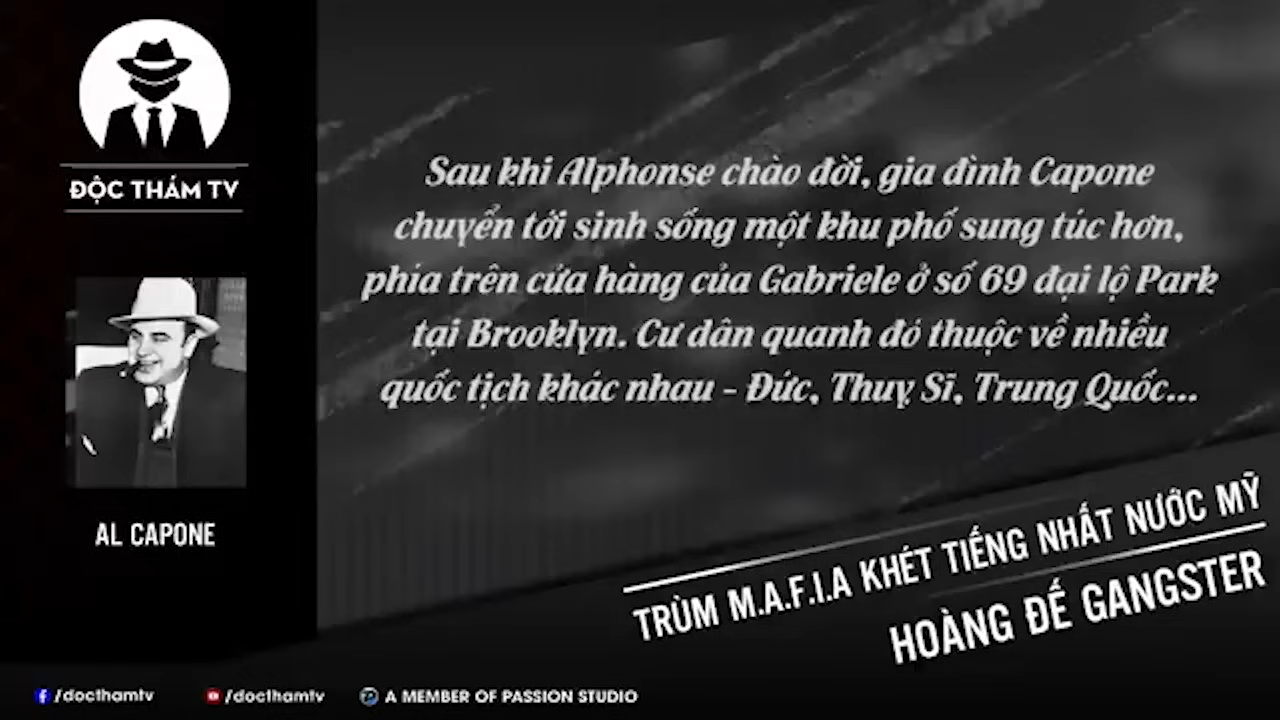 ĐỘC THÁM TV
AL CAPONE
Sau khi Alphonse chào đời, gia đình Capone
chuyển tới sinh sống một khu phố sung túc hơn,
phía trên cửa hàng của Gabriele ở số 69 đại lộ Park
tại Brooklyn. Cư dân quanh đó thuộc về nhiều
quốc tịch khác nhau - Đức, Thuỵ Sĩ, Trung Quốc...
TRÙM M.A.F.I.A KHÉT TIẾNG NHẤT NƯỚC MỸ
HOÀNG ĐẾ GANGSTER
/docthamtv
/docthamtv
A MEMBER OF PASSION STUDIO